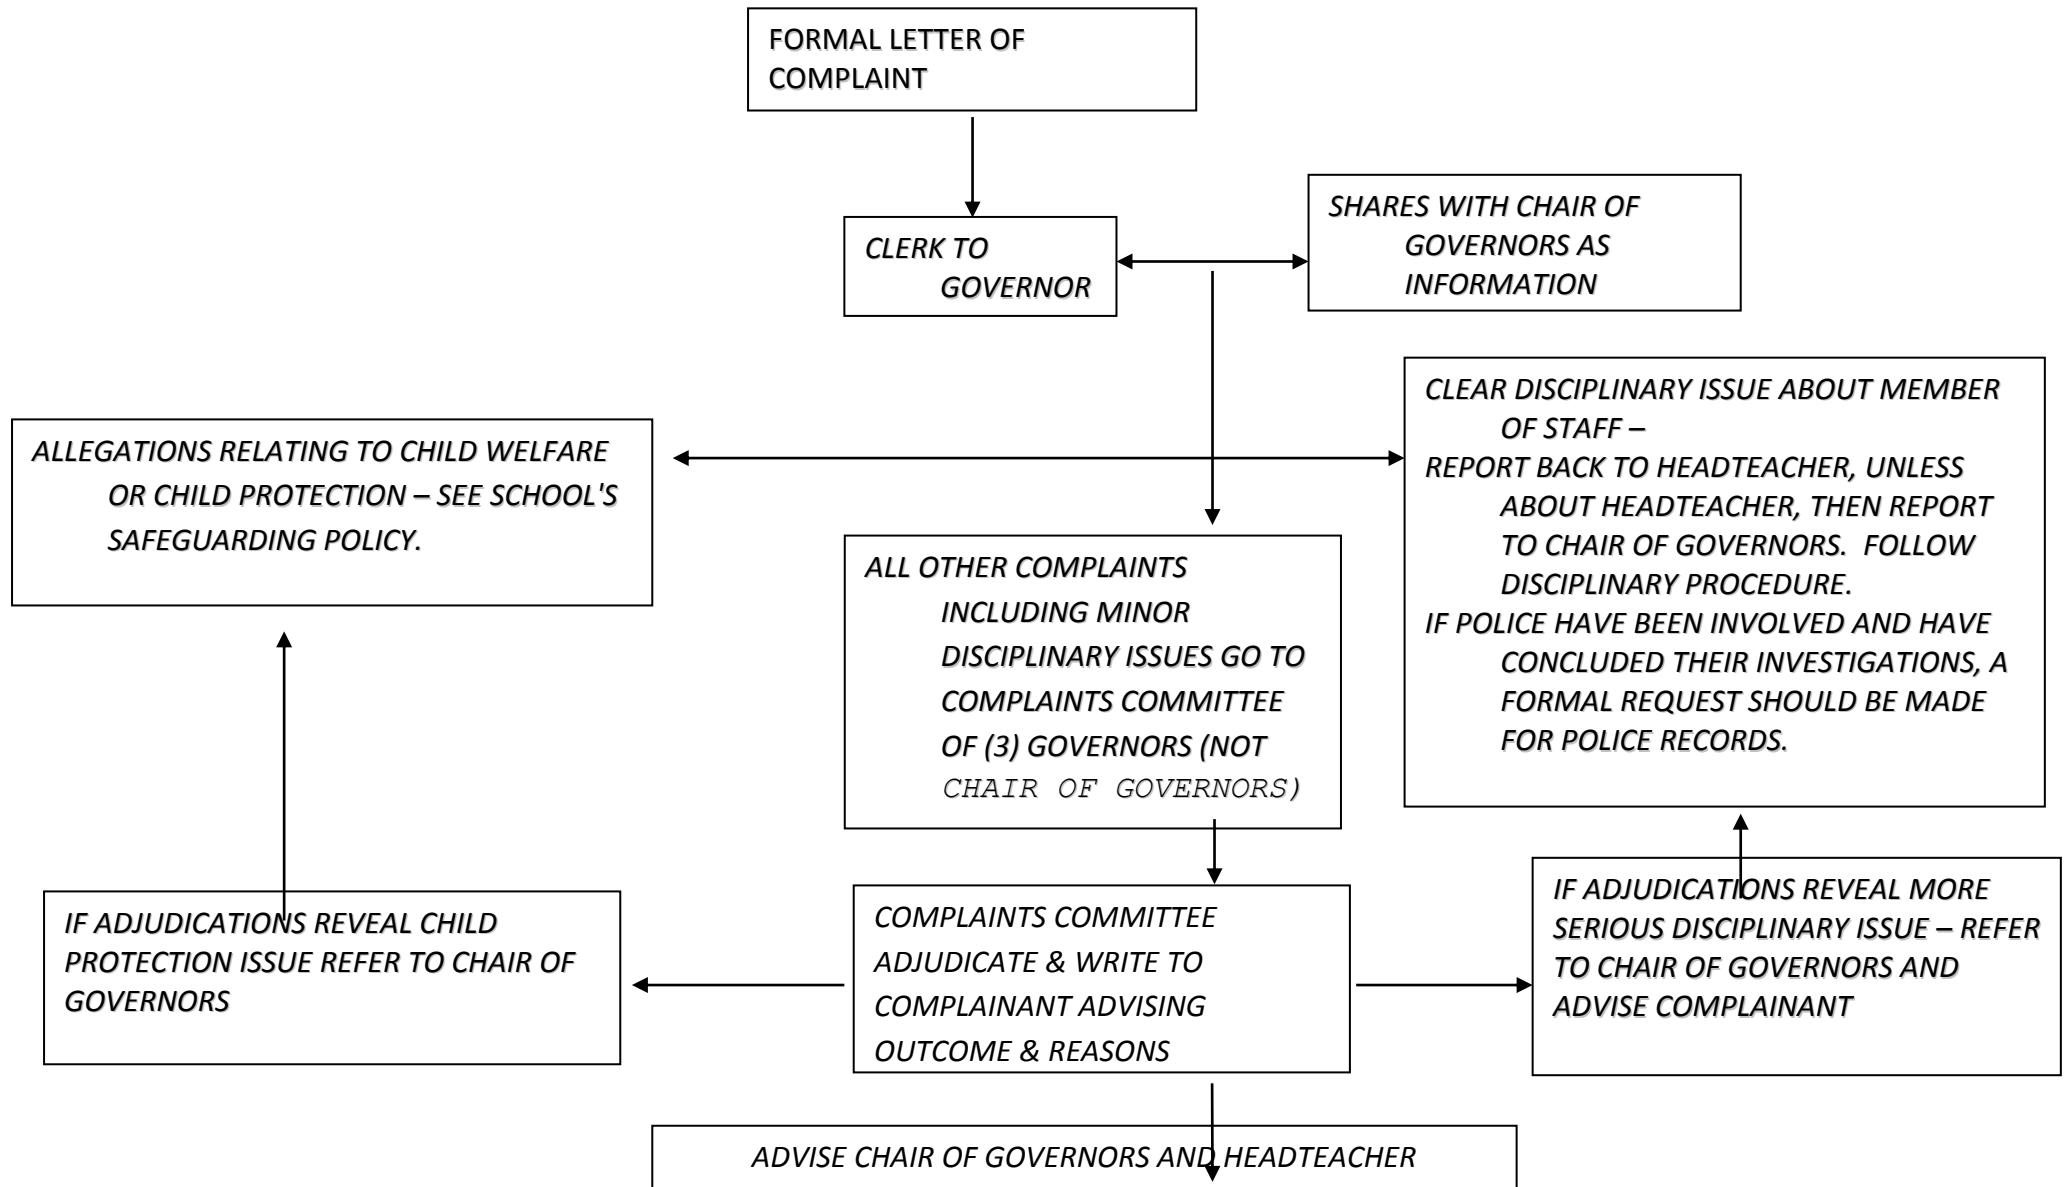 FORMAL LETTER OF
COMPLAINT
CLERK TO
GOVERNOR
SHARES WITH CHAIR OF
GOVERNORS AS
INFORMATION
ALLEGATIONS RELATING TO CHILD WELFARE
OR CHILD PROTECTION – SEE SCHOOL'S
SAFEGUARDING POLICY.
CLEAR DISCIPLINARY ISSUE ABOUT MEMBER
OF STAFF –
REPORT BACK TO HEADTEACHER, UNLESS
ABOUT HEADTEACHER, THEN REPORT
TO CHAIR OF GOVERNORS. FOLLOW
DISCIPLINARY PROCEDURE.
IF POLICE HAVE BEEN INVOLVED AND HAVE
CONCLUDED THEIR INVESTIGATIONS, A
FORMAL REQUEST SHOULD BE MADE
FOR POLICE RECORDS.
ALL OTHER COMPLAINTS
INCLUDING MINOR
DISCIPLINARY ISSUES GO TO
COMPLAINTS COMMITTEE
OF (3) GOVERNORS (NOT
CHAIR OF GOVERNORS)
IF ADJUDICATIONS REVEAL CHILD
PROTECTION ISSUE REFER TO CHAIR OF
GOVERNORS
COMPLAINTS COMMITTEE
ADJUDICATE & WRITE TO
COMPLAINANT ADVISING
OUTCOME & REASONS
IF ADJUDICATIONS REVEAL MORE
SERIOUS DISCIPLINARY ISSUE – REFER
TO CHAIR OF GOVERNORS AND
ADVISE COMPLAINANT
ADVISE CHAIR OF GOVERNORS AND HEADTEACHER